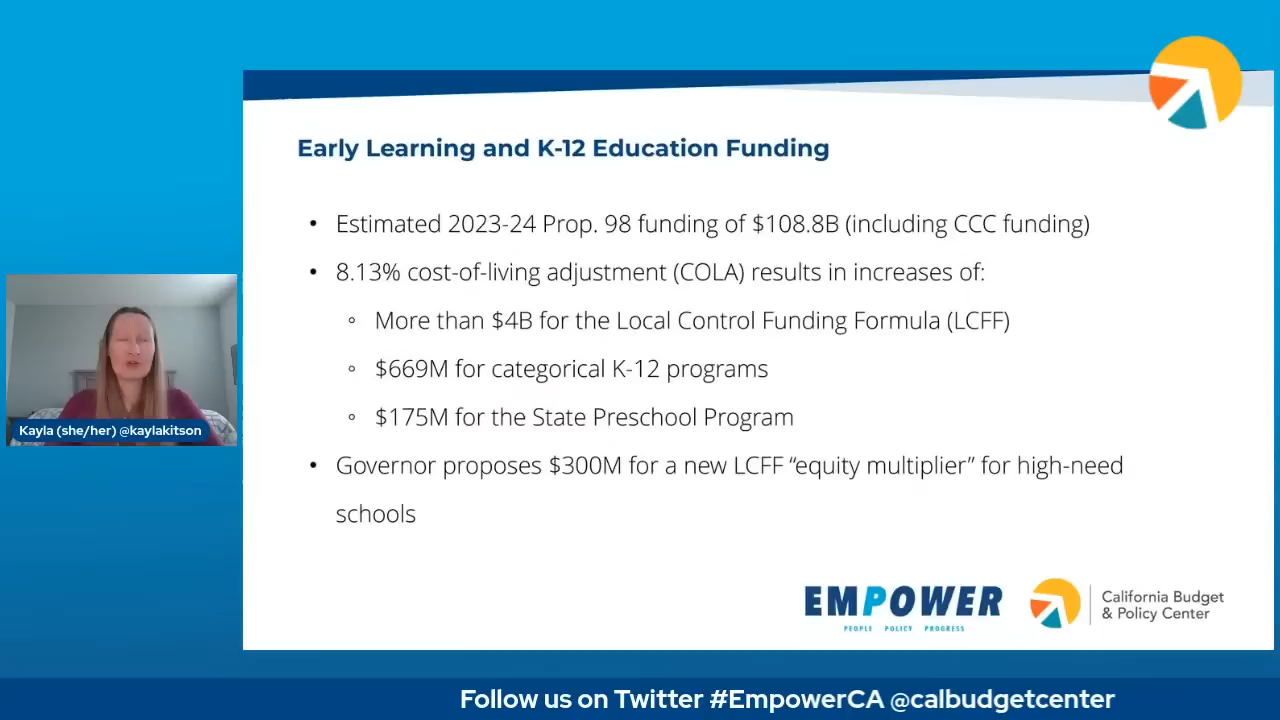 Early Learning and K-12 Education Funding
• Estimated 2023-24 Prop. 98 funding of $108.8B (including CCC funding)
• 8.13% cost-of-living adjustment (COLA) results in increases of:
◦ More than $4B for the Local Control Funding Formula (LCFF)
◦ $669M for categorical K-12 programs
◦ $175M for the State Preschool Program
• Governor proposes $300M for a new LCFF “equity multiplier” for high-need
schools
Kayla (she/her) @kaylakitson
EMPOWER
PEOPLE POLICY PROGRESS
California Budget
& Policy Center
Follow us on Twitter #EmpowerCA @calbudgetcenter